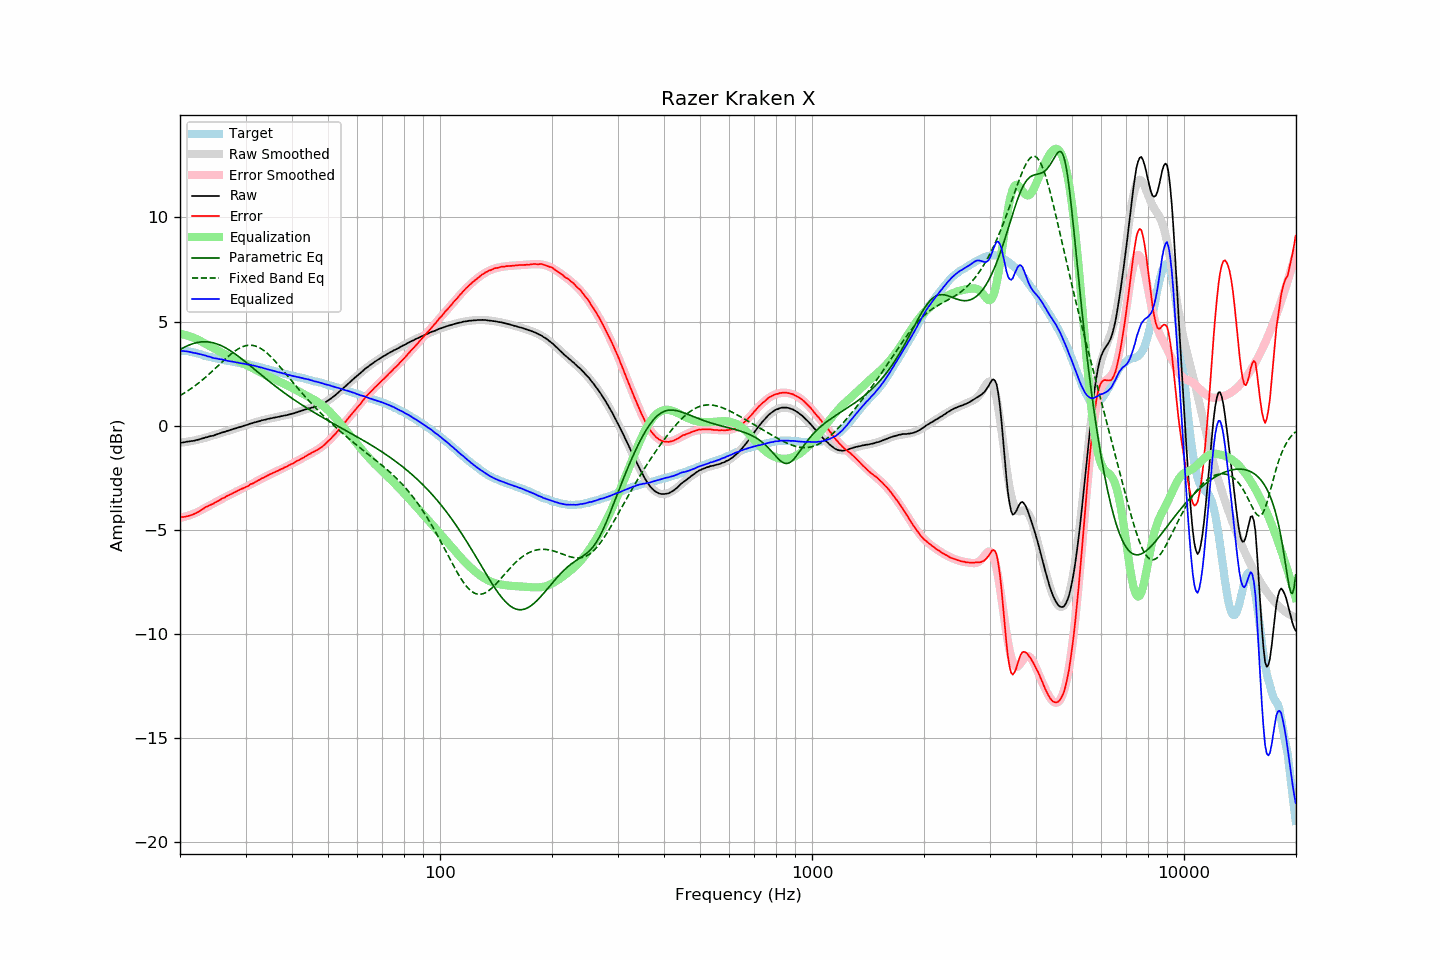 Razer Kraken X
Target
Raw Smoothed
Error Smoothed
Raw
Error
Equalization
Parametric Eq
Fixed Band Eq
Equalized
10
5
0
−5
−10
−15
−20
Amplitude (dBr)
100
1000
10000
Frequency (Hz)